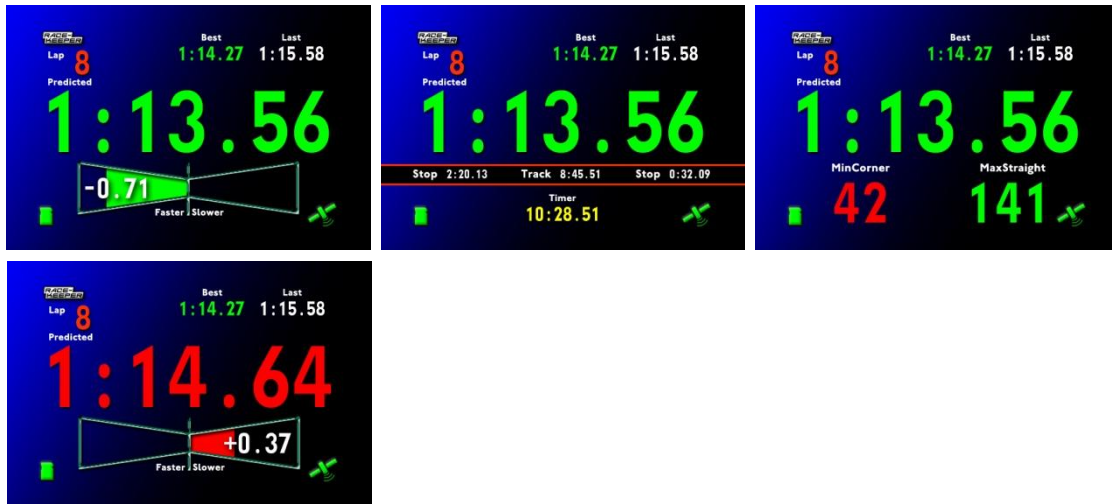 RACE-KEEPER
Best Last
Lap 8 1:14.27 1:15.58
Predicted
1:13.56
-0.71
Faster Slower
RACE-KEEPER
Best Last
Lap 8 1:14.27 1:15.58
Predicted
1:13.56
Stop 2:20.13 Track 8:45.51 Stop 0:32.09
Timer
10:28.51
RACE-KEEPER
Best Last
Lap 8 1:14.27 1:15.58
Predicted
1:13.56
MinCorner MaxStraight
42 141
RACE-KEEPER
Best Last
Lap 8 1:14.27 1:15.58
Predicted
1:14.64
+0.37
Faster Slower